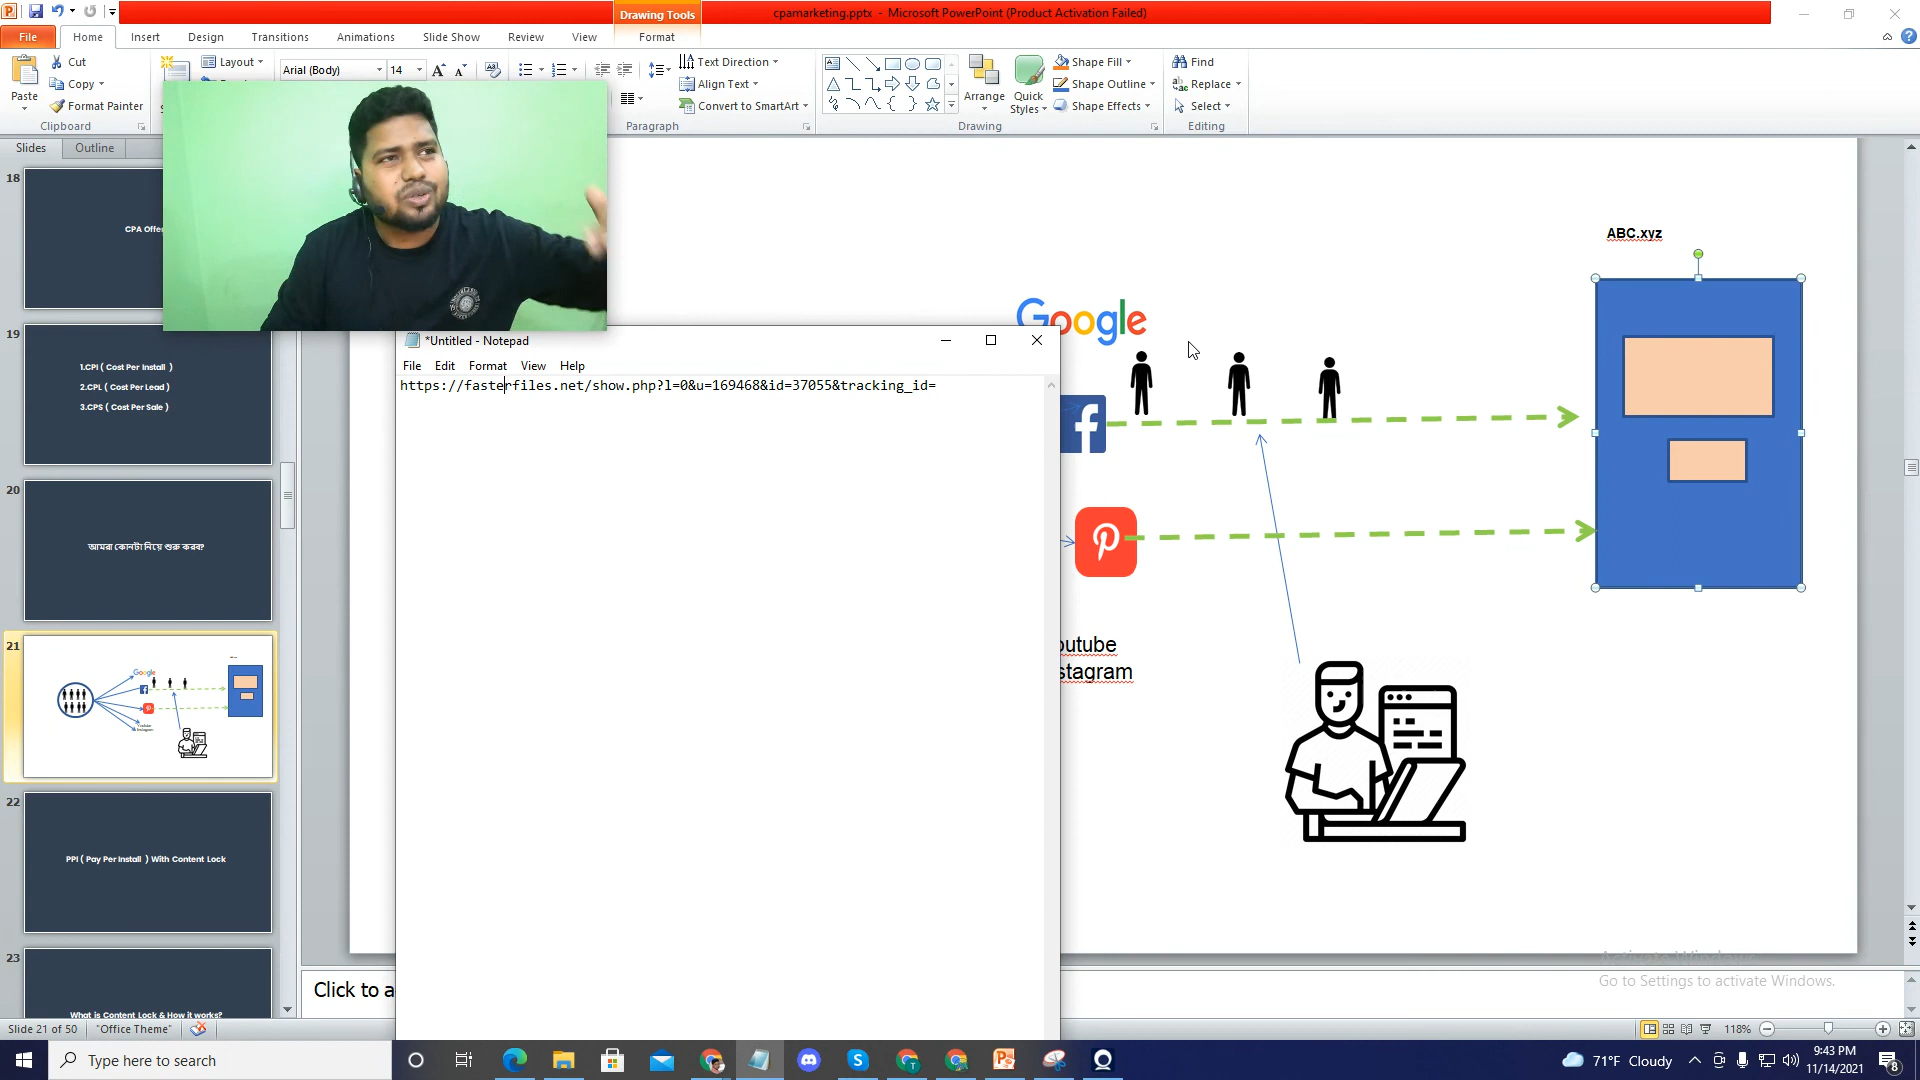 cpamarketing.pptx - Microsoft PowerPoint (Product Activation Failed)
Drawing Tools
File
Home
Insert
Design
Transitions
Animations
Slide Show
Review
View
Format
Paste
Cut
Copy
Format Painter
Clipboard
Layout
Arial (Body)
14
Text Direction
Align Text
Convert to SmartArt
Paragraph
Arrange
Quick
Styles
Shape Fill
Shape Outline
Shape Effects
Drawing
Find
Replace
Select
Editing
Slides
Outline
18
CPA Offe
19
1.CPI ( Cost Per Install )
2.CPL ( Cost Per Lead )
3.CPS ( Cost Per Sale )
20
আমরা কোনটা নিয়ে শুরু করব?
21
Google
22
PPI ( Pay Per Install ) With Content Lock
23
What is Content Lock & How it works?
*Untitled - Notepad
File
Edit
Format
View
Help
https://fasterfiles.net/show.php?l=0&u=169468&id=37055&tracking_id=
ABC.xyz
Google
f
outube
stagram
Click to a
Activate Windows
Go to Settings to activate Windows.
Slide 21 of 50
"Office Theme"
118%
Type here to search
71°F Cloudy
9:43 PM
11/14/2021
8